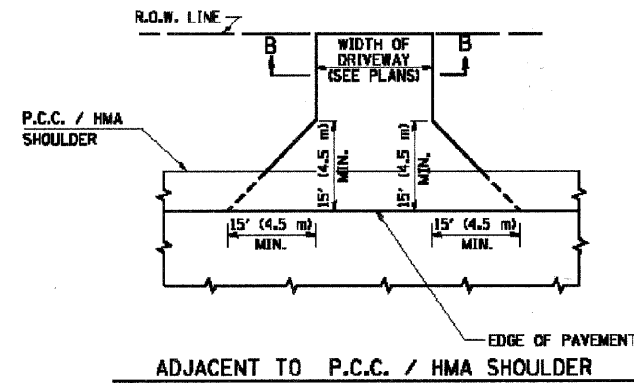 R.O.W. LINE
B
WIDTH OF
DRIVEWAY
(SEE PLANS)
B
P.C.C. / HMA
SHOULDER
15' (4.5 m)
MIN.
15' (4.5 m)
MIN.
15' (4.5 m)
MIN.
15' (4.5 m)
MIN.
EDGE OF PAVEMENT
ADJACENT TO P.C.C. / HMA SHOULDER